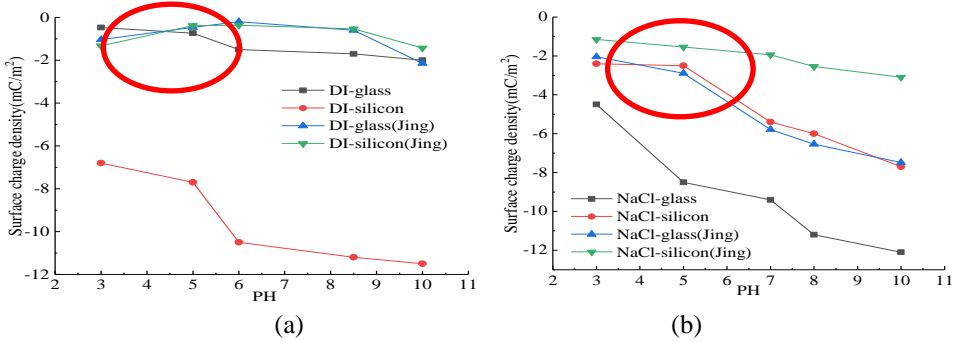 0
-2
-4
-6
-8
-10
-12
Surface charge density(mC/m²)
DI-glass
DI-silicon
DI-glass(Jing)
DI-silicon(Jing)
2 3 4 5 6 7 8 9 10 11
PH
(a)
0
-2
-4
-6
-8
-10
-12
Surface charge density(mC/m²)
NaCl-glass
NaCl-silicon
NaCl-glass(Jing)
NaCl-silicon(Jing)
2 3 4 5 6 7 8 9 10 11
PH
(b)